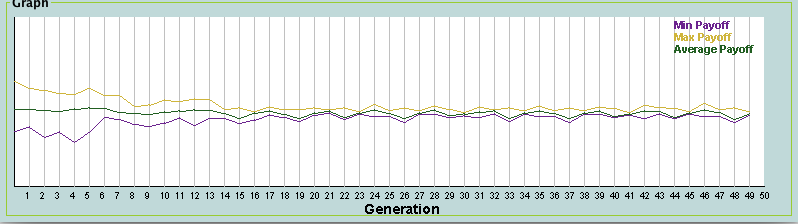 Graph
Min Payoff
Max Payoff
Average Payoff
1 2 3 4 5 6 7 8 9 10 11 12 13 14 15 16 17 18 19 20 21 22 23 24 25 26 27 28 29 30 31 32 33 34 35 36 37 38 39 40 41 42 43 44 45 46 47 48 49 50
Generation